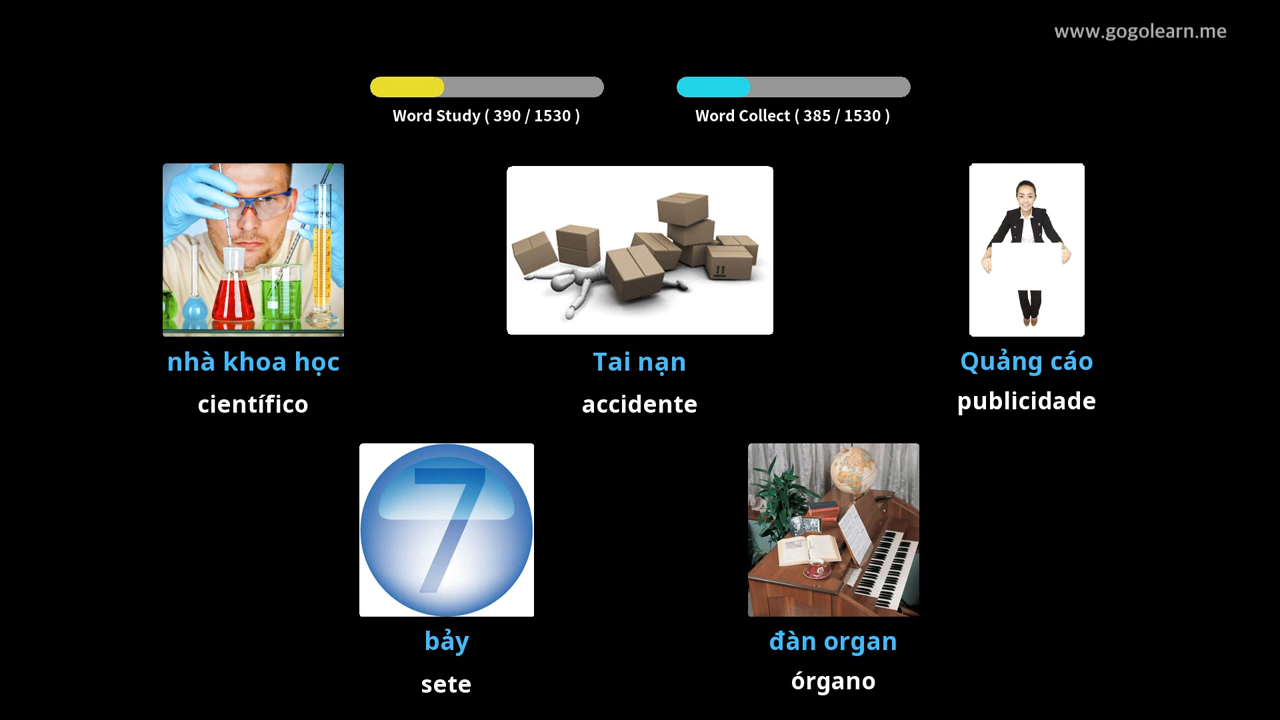 www.gogolearn.me
Word Study ( 390 / 1530 )
Word Collect ( 385 / 1530 )
nhà khoa học
científico
Tai nạn
accidente
Quảng cáo
publicidade
7
bảy
sete
đàn organ
órgano